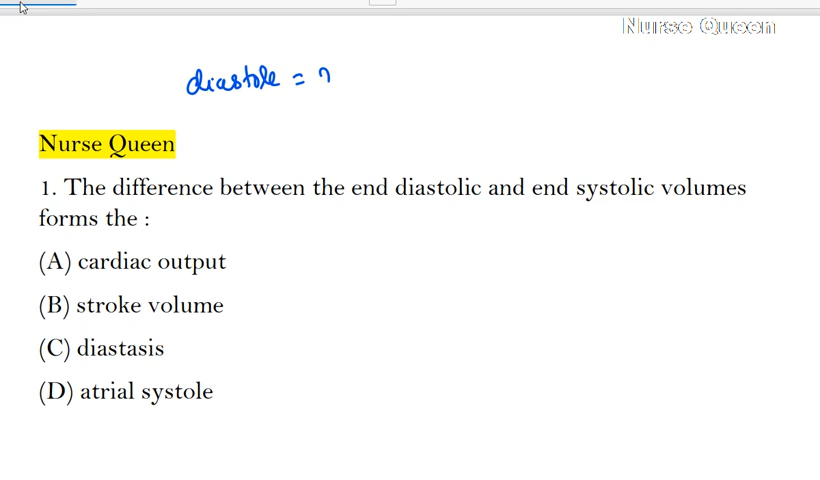 Nurse Queen
diastole =
Nurse Queen
1. The difference between the end diastolic and end systolic volumes
forms the :
(A) cardiac output
(B) stroke volume
(C) diastasis
(D) atrial systole